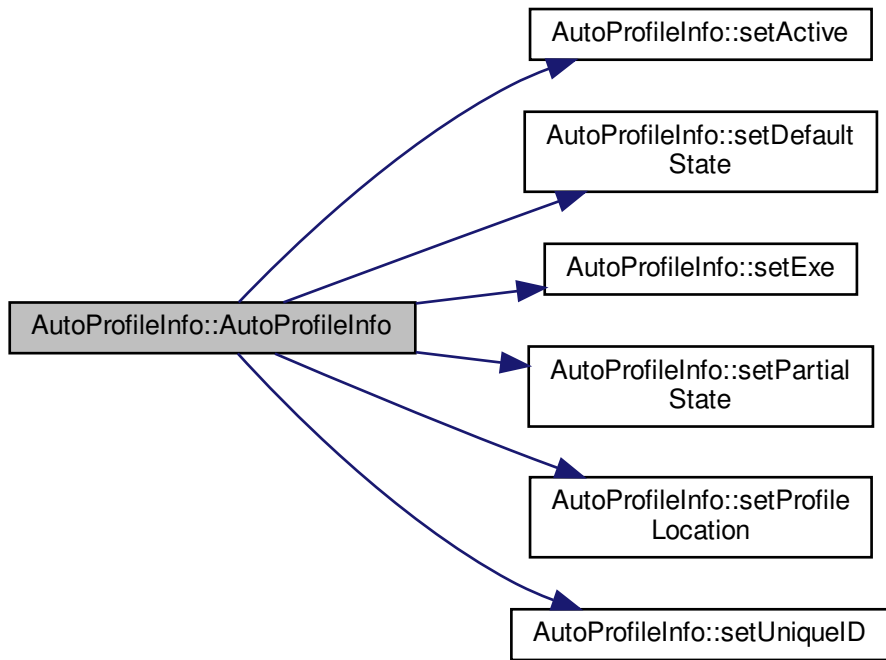 AutoProfileInfo::setActive
AutoProfileInfo::setDefault
State
AutoProfileInfo::setExe
AutoProfileInfo::AutoProfileInfo
AutoProfileInfo::setPartial
State
AutoProfileInfo::setProfile
Location
AutoProfileInfo::setUniqueID